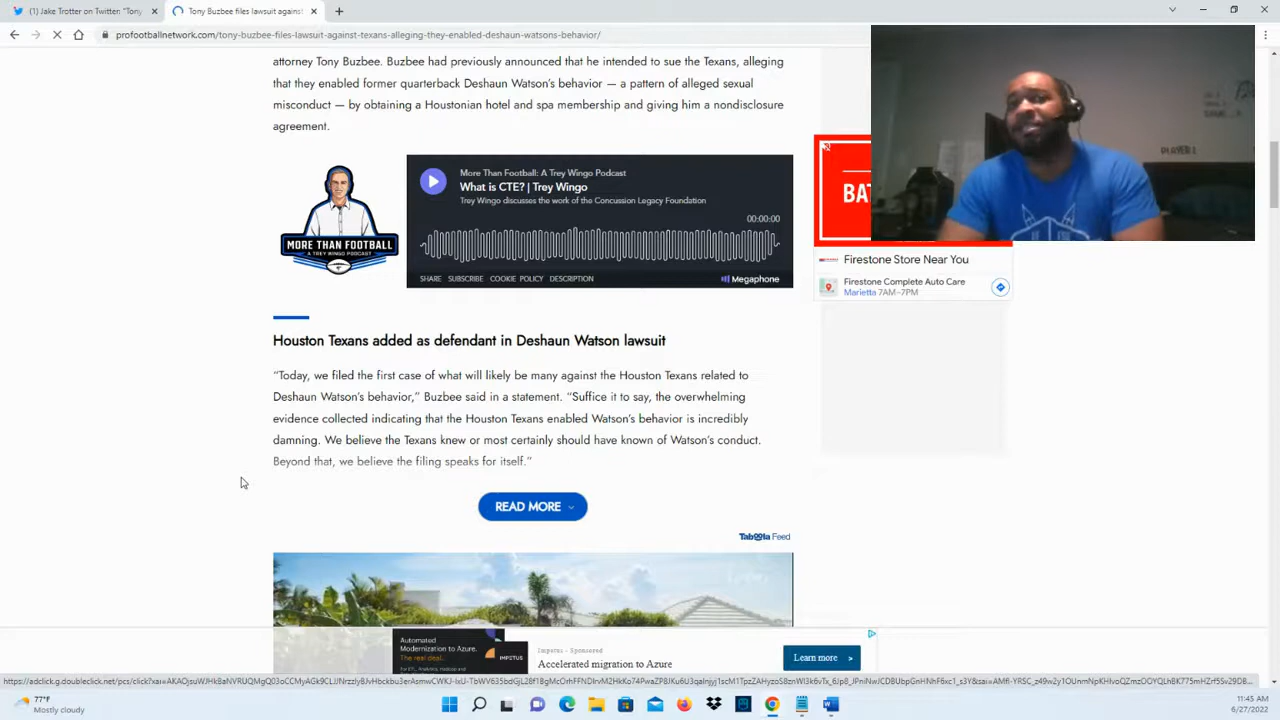 (1) Jake Trotter on Twitter: "Tony
Tony Buzbee files lawsuit against
profootballnetwork.com/tony-buzbee-files-lawsuit-against-texans-alleging-they-enabled-deshaun-watsons-behavior/
attorney Tony Buzbee. Buzbee had previously announced that he intended to sue the Texans, alleging
that they enabled former quarterback Deshaun Watson's behavior — a pattern of alleged sexual
misconduct — by obtaining a Houstonian hotel and spa membership and giving him a nondisclosure
agreement.
MORE THAN FOOTBALL
A TREY WINGO PODCAST
More Than Football: A Trey Wingo Podcast
What is CTE? | Trey Wingo
Trey Wingo discusses the work of the Concussion Legacy Foundation
00:00:00
SHARE SUBSCRIBE COOKIE POLICY DESCRIPTION
Megaphone
BAT
Firestone Store Near You
Firestone Complete Auto Care
Marietta 7AM–7PM
PLAYER 1
Houston Texans added as defendant in Deshaun Watson lawsuit
“Today, we filed the first case of what will likely be many against the Houston Texans related to
Deshaun Watson's behavior,” Buzbee said in a statement. “Suffice it to say, the overwhelming
evidence collected indicating that the Houston Texans enabled Watson's behavior is incredibly
damning. We believe the Texans knew or most certainly should have known of Watson's conduct.
Beyond that, we believe the filing speaks for itself.”
READ MORE
Taboola Feed
Automated
Modernization to Azure.
The real deal.
IMPETUS
Impetus - Sponsored
Accelerated migration to Azure
Learn more >
77°F
Mostly cloudy
11:45 AM
6/27/2022